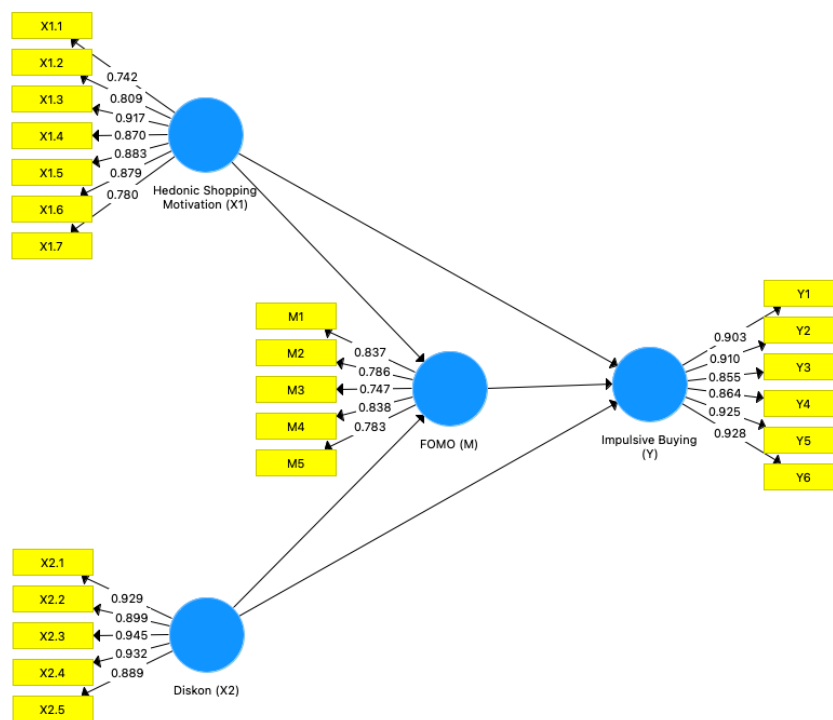 X1.1
X1.2
X1.3
X1.4
X1.5
X1.6
X1.7
0.742
0.809
0.917
0.870
0.883
0.879
0.780
Hedonic Shopping
Motivation (X1)
M1
M2
M3
M4
M5
0.837
0.786
0.747
0.838
0.783
FOMO (M)
Y1
Y2
Y3
Y4
Y5
Y6
0.903
0.910
0.855
0.864
0.925
0.928
Impulsive Buying
(Y)
X2.1
X2.2
X2.3
X2.4
X2.5
0.929
0.899
0.945
0.932
0.889
Diskon (X2)